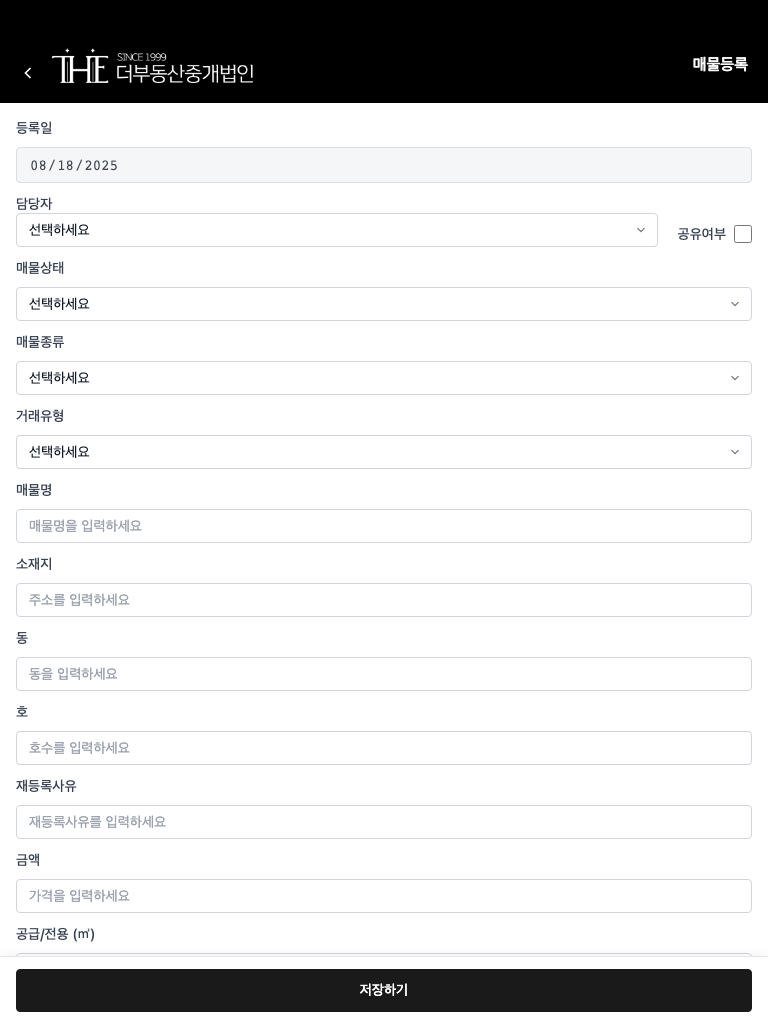 THE SINCE 1999 더부동산중개법인
매물등록
등록일
08/18/2025
담당자
선택하세요
공유여부
매물상태
선택하세요
매물종류
선택하세요
거래유형
선택하세요
매물명
매물명을 입력하세요
소재지
주소를 입력하세요
동
동을 입력하세요
호
호수를 입력하세요
재등록사유
재등록사유를 입력하세요
금액
가격을 입력하세요
공급/전용 (㎡)
저장하기